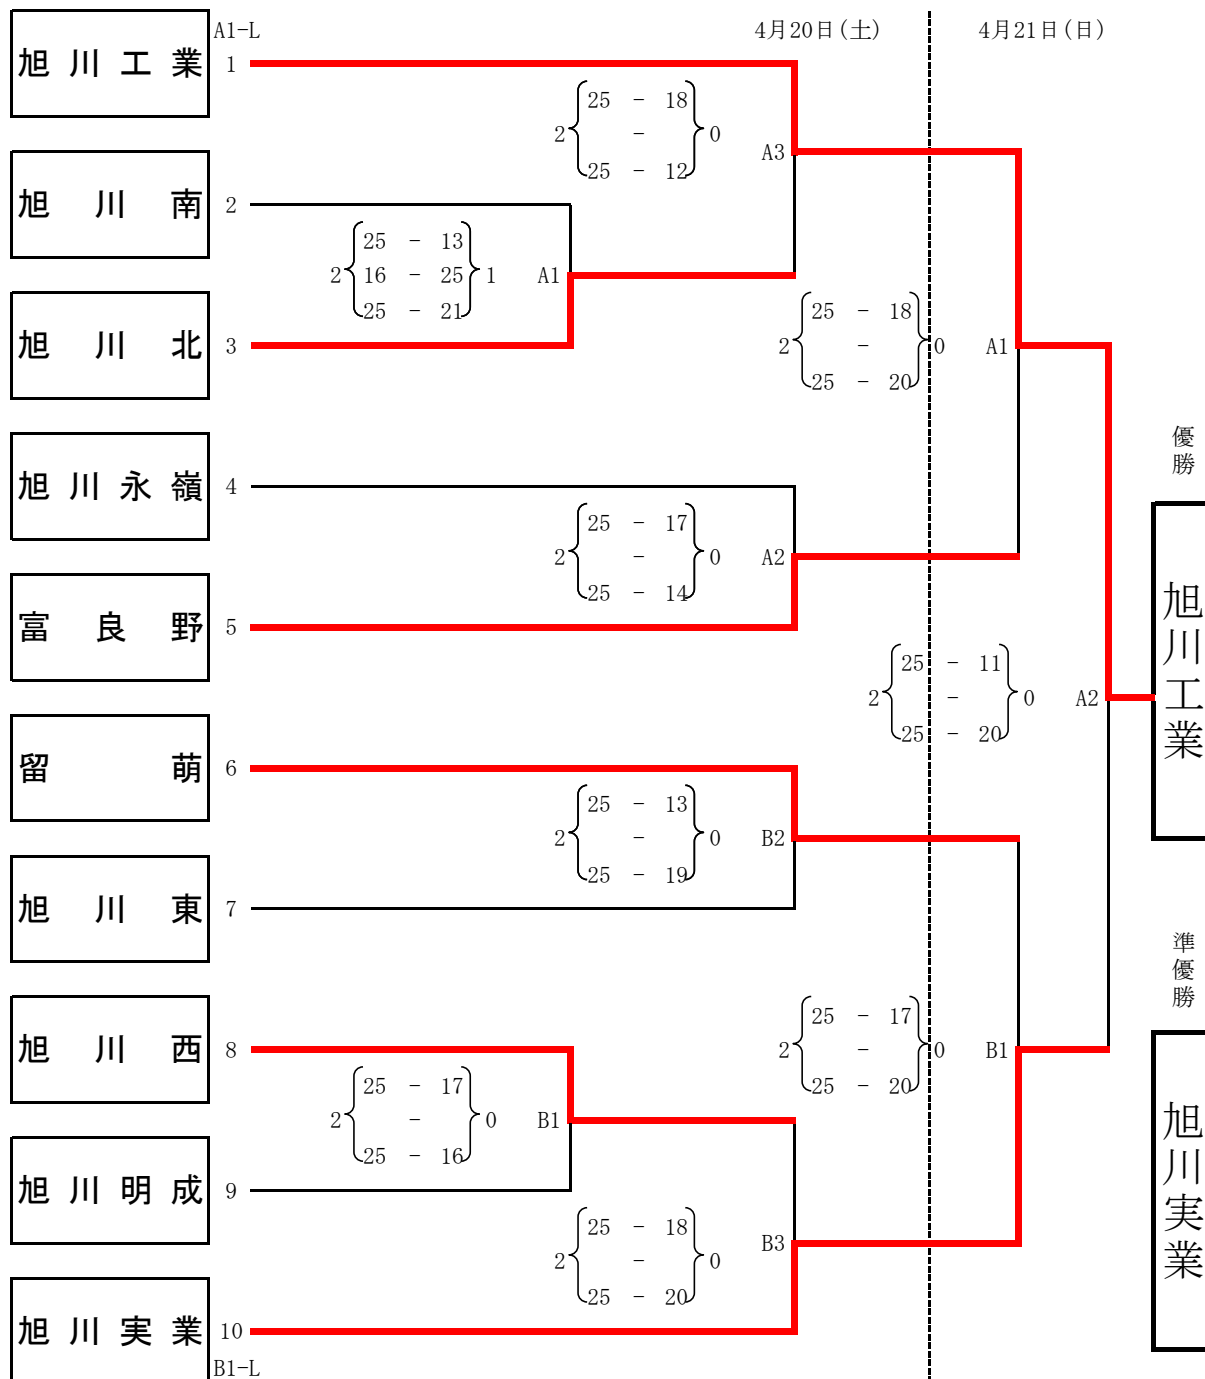 A1-L
4月20日(土)
4月21日(日)
旭川工業
1
25 - 18
2 - 0
25 - 12
A3
旭川南
2
25 - 13
2 16 - 25 1
25 - 21
A1
旭川北
3
25 - 18
2 - 0
25 - 20
A1
旭川永嶺
4
25 - 17
2 - 0
25 - 14
A2
富良野
5
優勝
旭川工業
25 - 11
2 - 0
25 - 20
A2
留萌
6
25 - 13
2 - 0
25 - 19
B2
旭川東
7
準優勝
旭川実業
25 - 17
2 - 0
25 - 20
B1
旭川西
8
25 - 17
2 - 0
25 - 16
B1
旭川明成
9
25 - 18
2 - 0
25 - 20
B3
旭川実業
10
B1-L